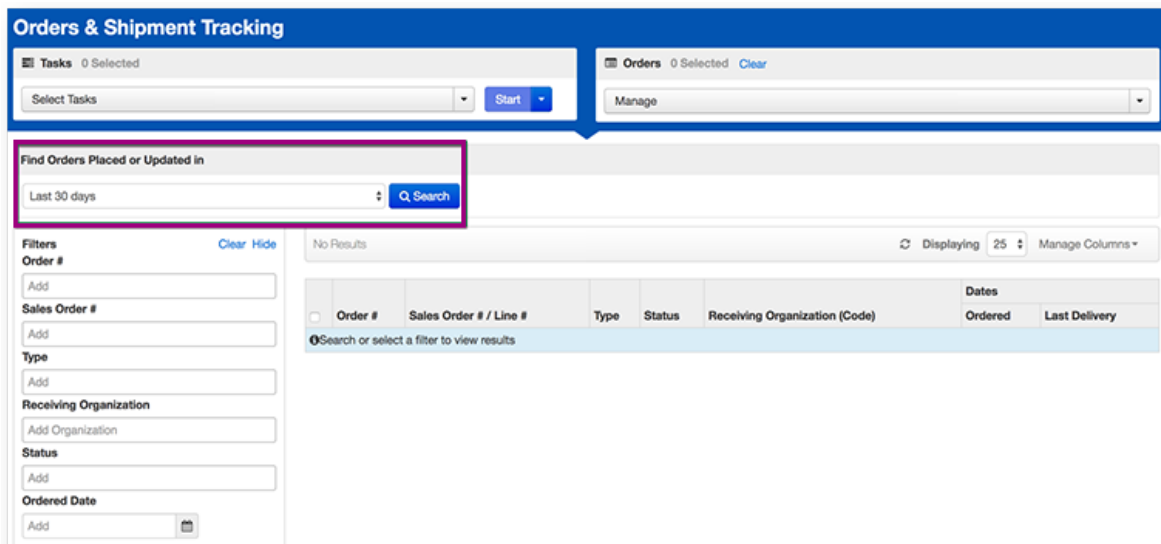 Orders & Shipment Tracking
Tasks 0 Selected
Select Tasks
Start
Orders 0 Selected Clear
Manage
Find Orders Placed or Updated in
Last 30 days
Search
Filters
Clear Hide
Order #
Add
Sales Order #
Add
Type
Add
Receiving Organization
Add Organization
Status
Add
Ordered Date
Add
No Results
Displaying 25 Manage Columns
Dates
Order # Sales Order # / Line # Type Status Receiving Organization (Code) Ordered Last Delivery
Search or select a filter to view results